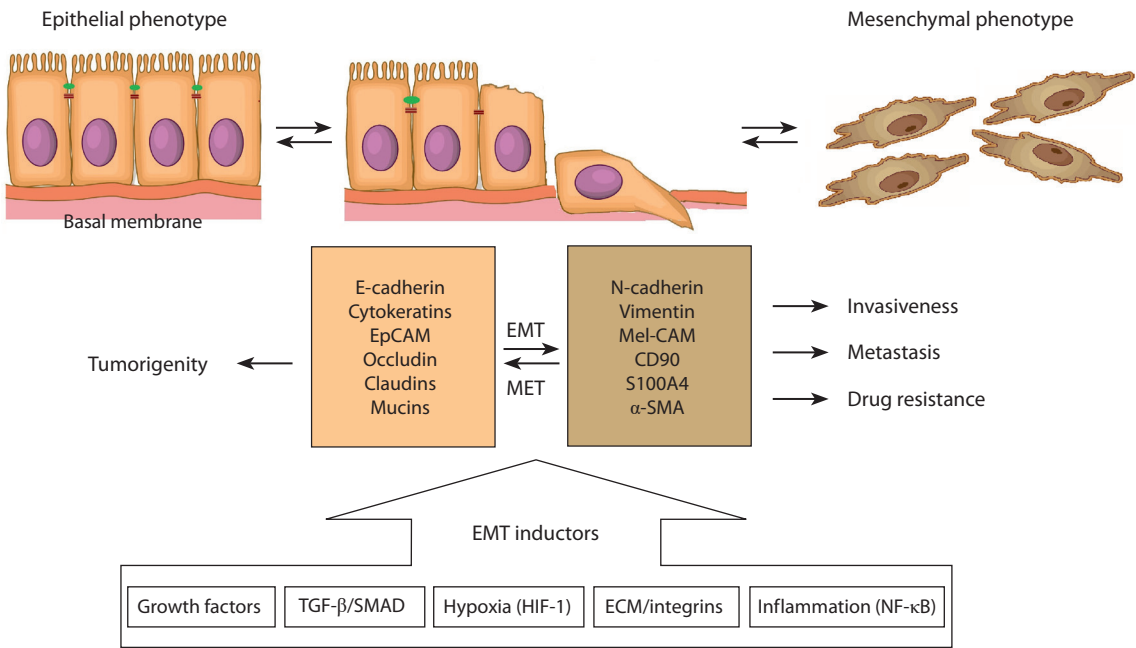 Epithelial phenotype
Mesenchymal phenotype
Basal membrane
E-cadherin
Cytokeratins
EpCAM
Occludin
Claudins
Mucins
EMT
MET
N-cadherin
Vimentin
Mel-CAM
CD90
S100A4
α-SMA
Tumorigenity
Invasiveness
Metastasis
Drug resistance
EMT inductors
Growth factors
TGF-β/SMAD
Hypoxia (HIF-1)
ECM/integrins
Inflammation (NF-κB)